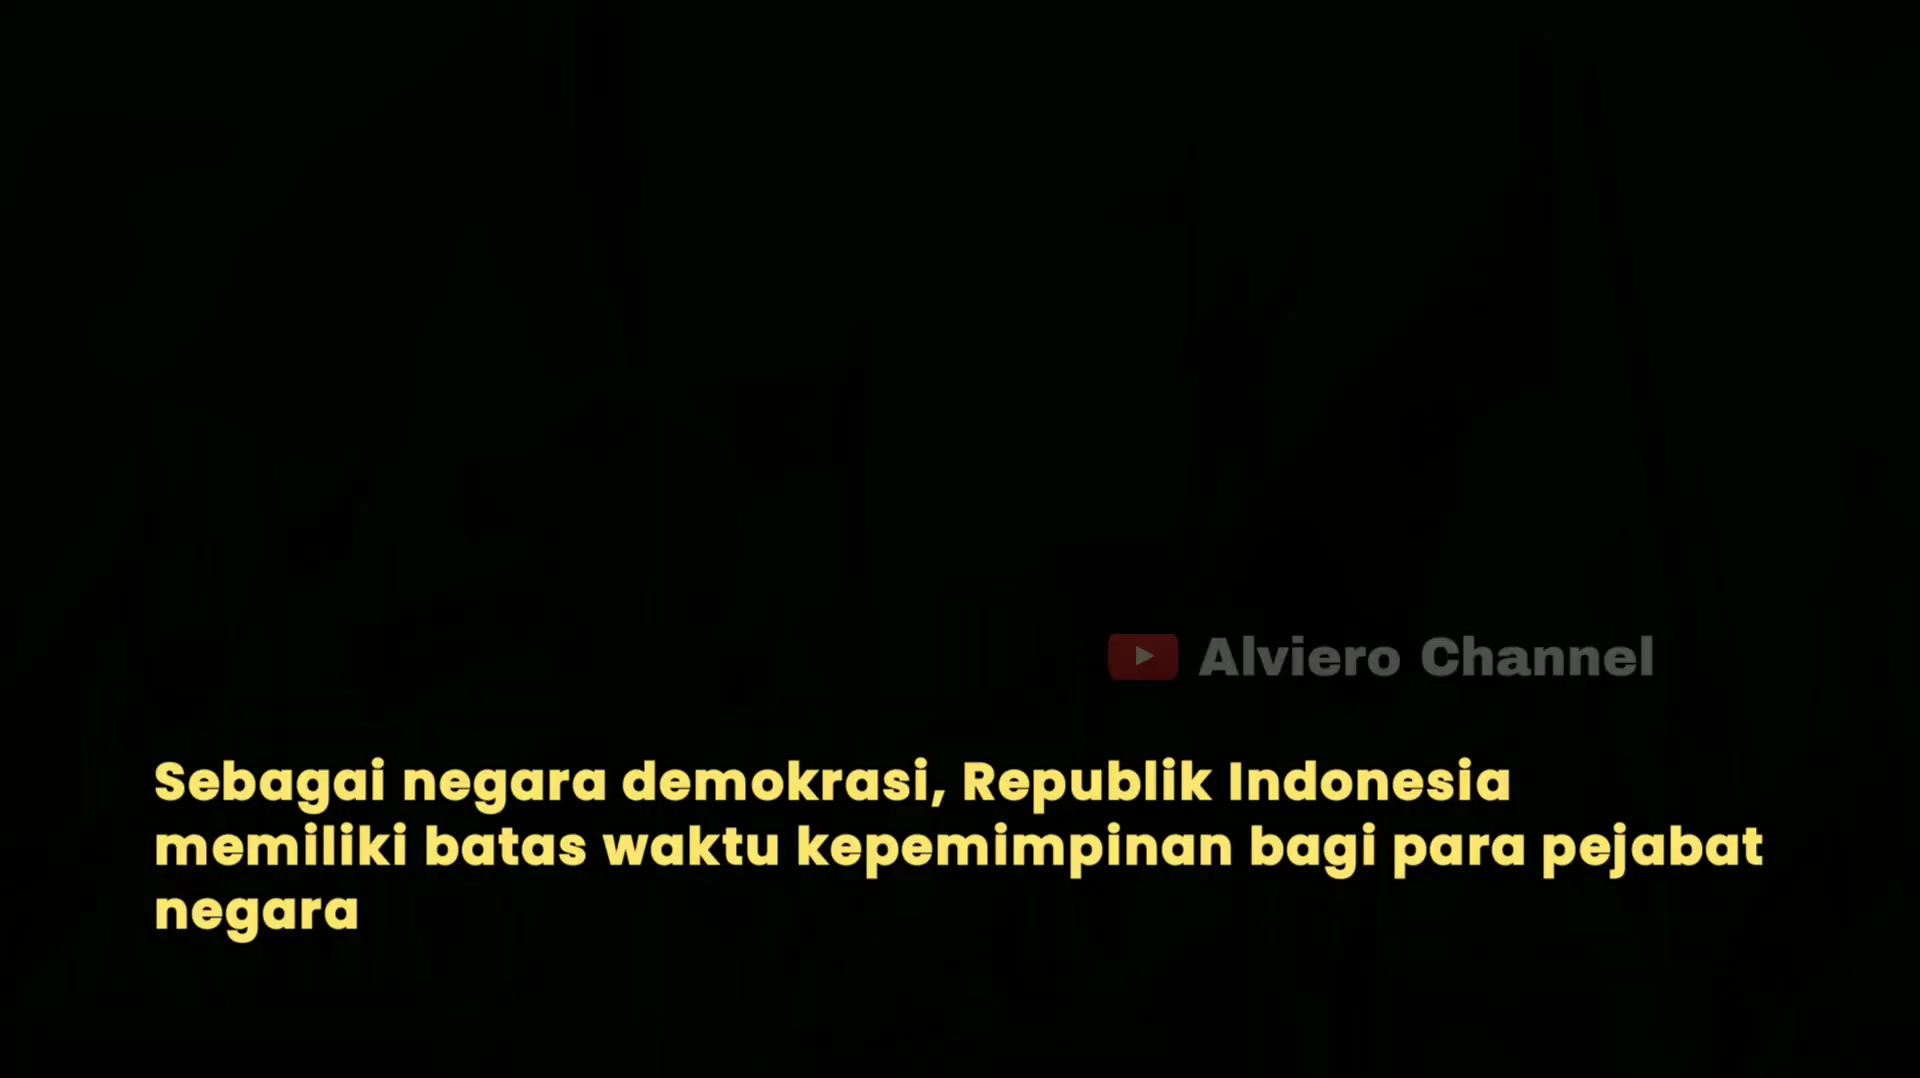 Alviero Channel
Sebagai negara demokrasi, Republik Indonesia
memiliki batas waktu kepemimpinan bagi para pejabat
negara